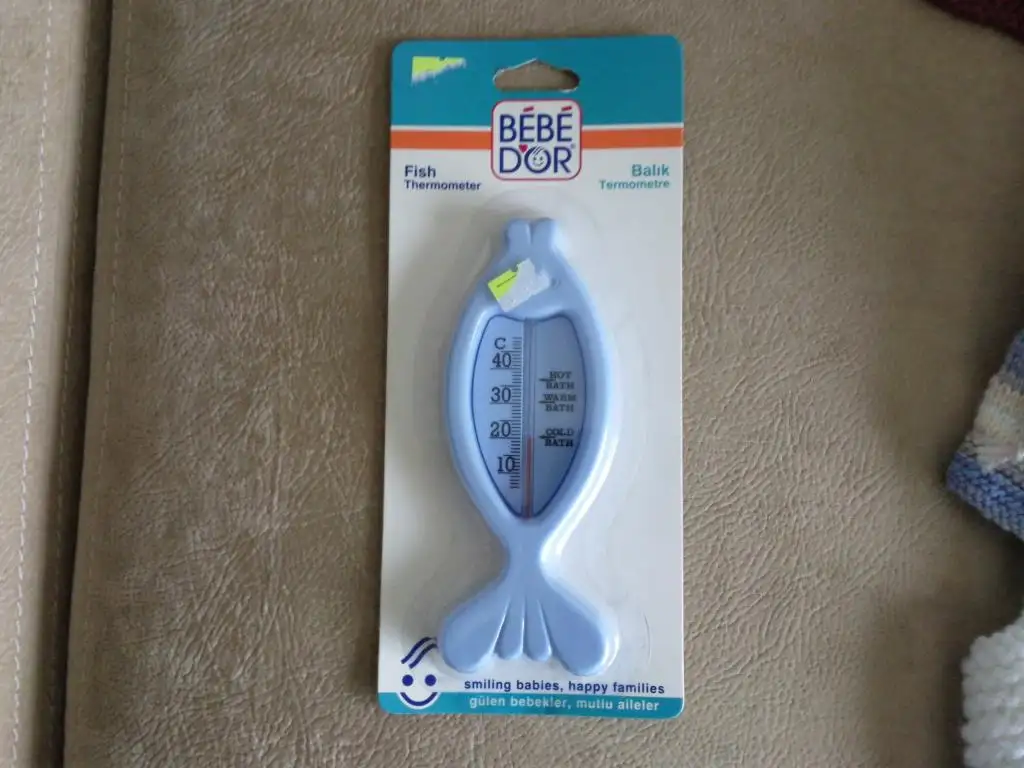 BÉBÉ
D'OR®
Fish
Thermometer
Balık
Termometre
C
40
30
20
10
HOT
BATH
WARM
BATH
COLD
BATH
smiling babies, happy families
gülen bebekler, mutlu aileler